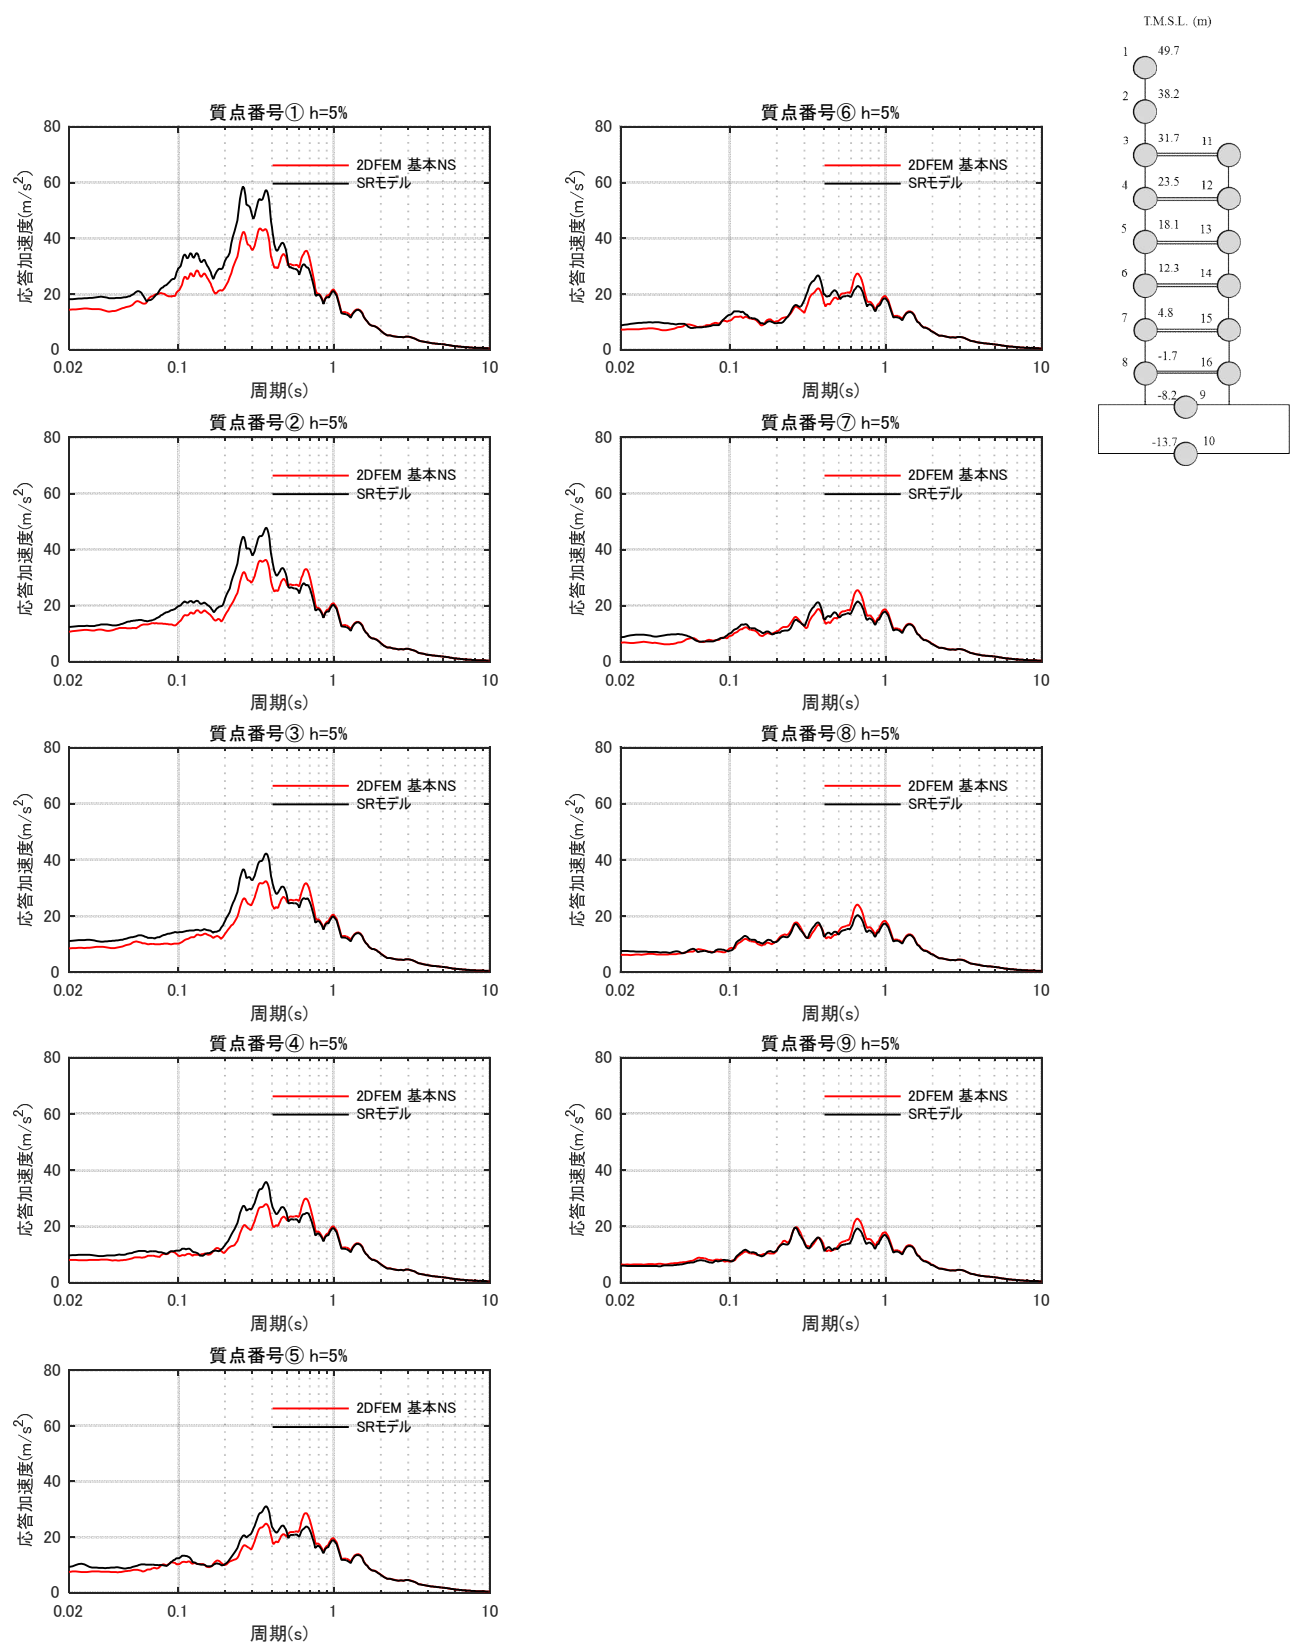 T.M.S.L. (m)
1 49.7
2 38.2
3 31.7 11
4 23.5 12
5 18.1 13
6 12.3 14
7 4.8 15
8 -1.7 16
-8.2 9
-13.7 10
質点番号① h=5%
80
60
40
20
0
0.02 0.1 1 10
応答加速度(m/s²)
周期(s)
2DFEM 基本NS
SRモデル
質点番号② h=5%
80
60
40
20
0
0.02 0.1 1 10
応答加速度(m/s²)
周期(s)
2DFEM 基本NS
SRモデル
質点番号③ h=5%
80
60
40
20
0
0.02 0.1 1 10
応答加速度(m/s²)
周期(s)
2DFEM 基本NS
SRモデル
質点番号④ h=5%
80
60
40
20
0
0.02 0.1 1 10
応答加速度(m/s²)
周期(s)
2DFEM 基本NS
SRモデル
質点番号⑤ h=5%
80
60
40
20
0
0.02 0.1 1 10
応答加速度(m/s²)
周期(s)
2DFEM 基本NS
SRモデル
質点番号⑥ h=5%
80
60
40
20
0
0.02 0.1 1 10
応答加速度(m/s²)
周期(s)
2DFEM 基本NS
SRモデル
質点番号⑦ h=5%
80
60
40
20
0
0.02 0.1 1 10
応答加速度(m/s²)
周期(s)
2DFEM 基本NS
SRモデル
質点番号⑧ h=5%
80
60
40
20
0
0.02 0.1 1 10
応答加速度(m/s²)
周期(s)
2DFEM 基本NS
SRモデル
質点番号⑨ h=5%
80
60
40
20
0
0.02 0.1 1 10
応答加速度(m/s²)
周期(s)
2DFEM 基本NS
SRモデル